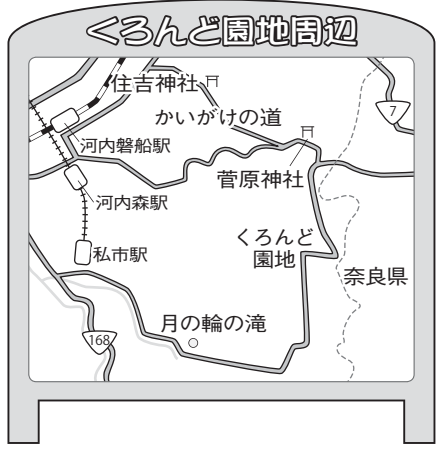 くろんど園地周辺
住吉神社
かいがけの道
7
河内磐船駅
菅原神社
河内森駅
くろんど
園地
私市駅
奈良県
月の輪の滝
168